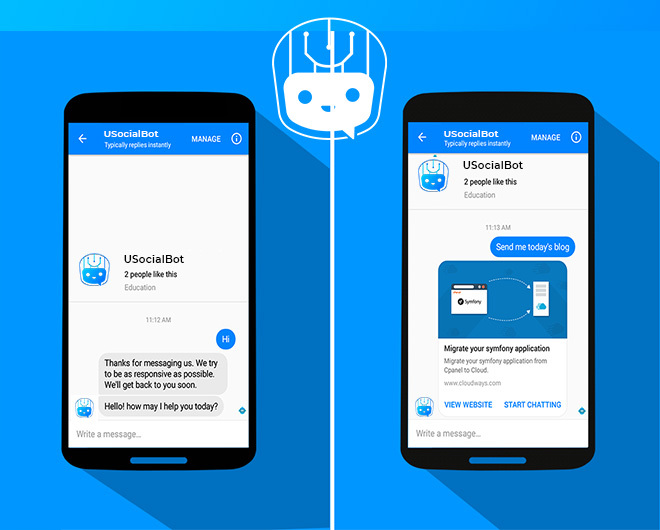 USocialBot
Typically replies instantly
MANAGE
USocialBot
2 people like this
Education
11:12 AM
Hi
Thanks for messaging us. We try
to be as responsive as possible.
We'll get back to you soon.
Hello! how may I help you today?
Write a message...
USocialBot
Typically replies instantly
MANAGE
USocialBot
2 people like this
Education
11:13 AM
Send me today's blog
Symfony
Migrate your symfony application
Migrate your symfony application from
Cpanel to Cloud.
www.cloudways.com
VIEW WEBSITE START CHATTING
Write a message...